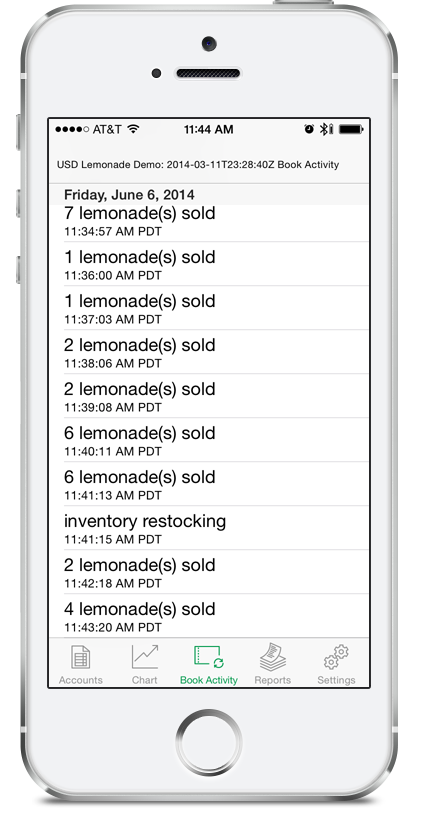 AT&T 11:44 AM
USD Lemonade Demo: 2014-03-11T23:28:40Z Book Activity
Friday, June 6, 2014
7 lemonade(s) sold
11:34:57 AM PDT
1 lemonade(s) sold
11:36:00 AM PDT
1 lemonade(s) sold
11:37:03 AM PDT
2 lemonade(s) sold
11:38:06 AM PDT
2 lemonade(s) sold
11:39:08 AM PDT
6 lemonade(s) sold
11:40:11 AM PDT
6 lemonade(s) sold
11:41:13 AM PDT
inventory restocking
11:41:15 AM PDT
2 lemonade(s) sold
11:42:18 AM PDT
4 lemonade(s) sold
11:43:20 AM PDT
Accounts Chart Book Activity Reports Settings